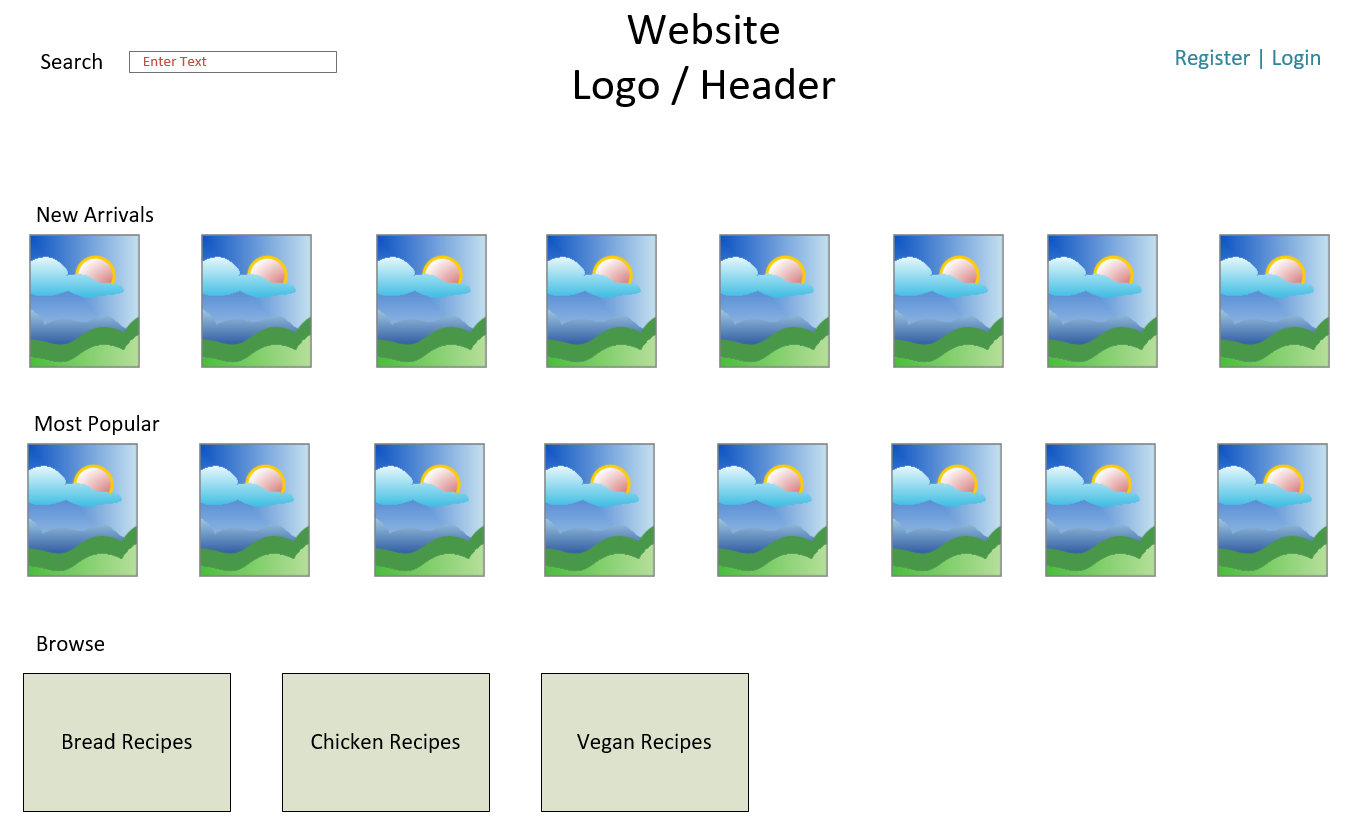 Website
Logo / Header
Search
Enter Text
Register | Login
New Arrivals
Most Popular
Browse
Bread Recipes
Chicken Recipes
Vegan Recipes